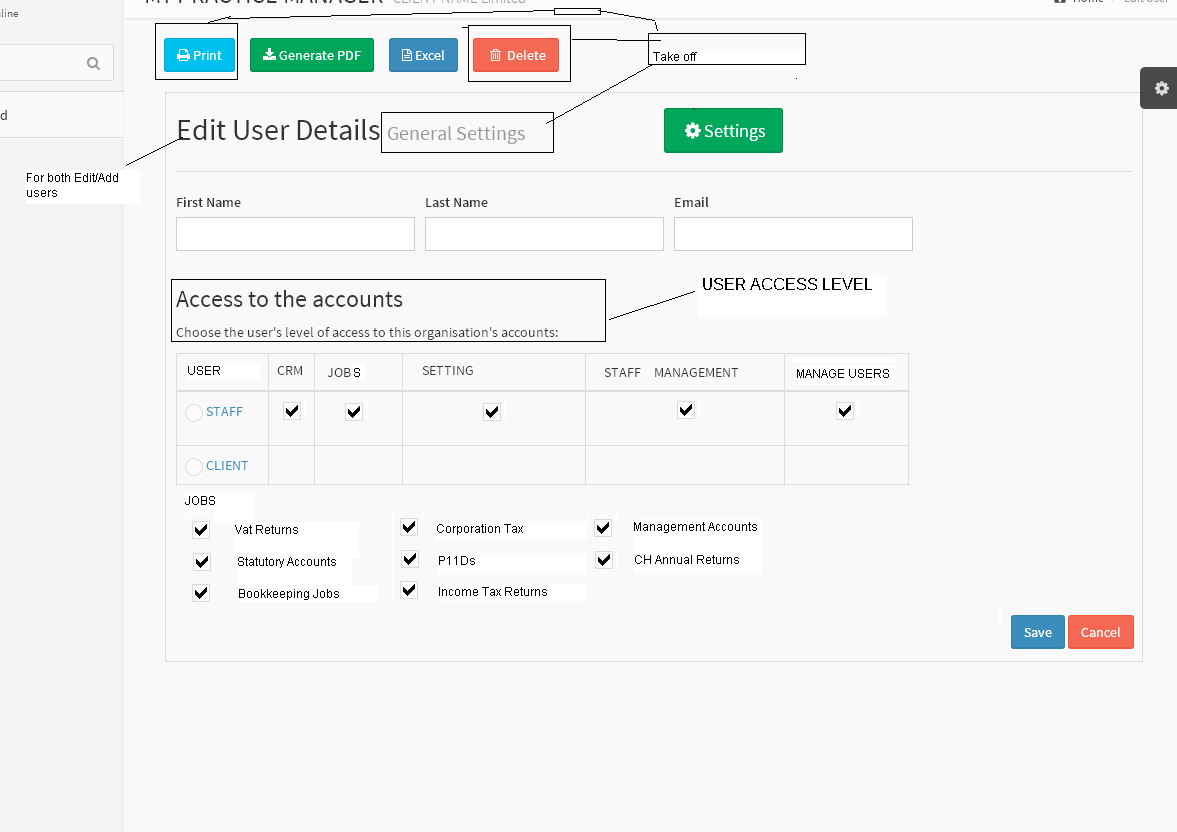 MY PRACTICE MANAGER CLIENT NAME Limited
Home
Edit User
nline
Print
Generate PDF
Excel
Delete
Take off
d
Edit User Details General Settings
Settings
For both Edit/Add
users
First Name
Last Name
Email
Access to the accounts
USER ACCESS LEVEL
Choose the user's level of access to this organisation's accounts:
USER CRM JOBS SETTING STAFF MANAGEMENT MANAGE USERS
STAFF
CLIENT
JOBS
Vat Returns Corporation Tax Management Accounts
Statutory Accounts P11Ds CH Annual Returns
Bookkeeping Jobs Income Tax Returns
Save Cancel